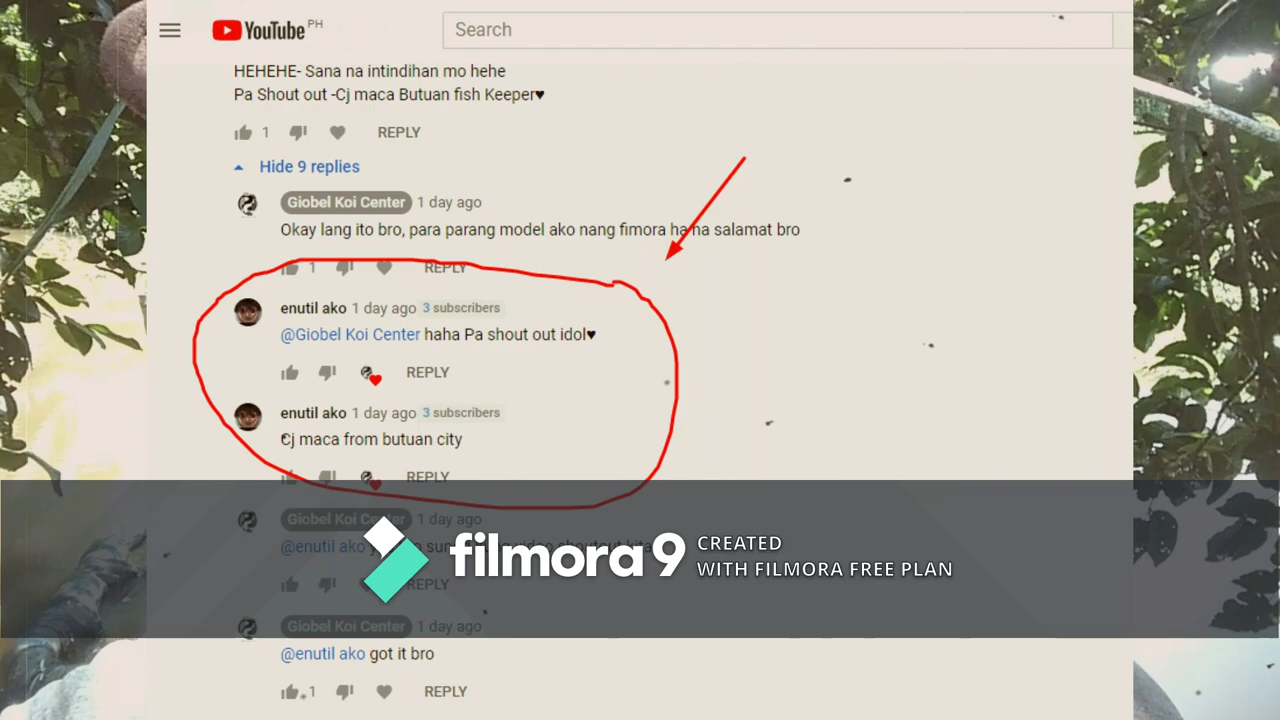 YouTube PH
Search
HEHEHE- Sana na intindihan mo hehe
Pa Shout out -Cj maca Butuan fish Keeper♥
1 REPLY
Hide 9 replies
Giobel Koi Center 1 day ago
Okay lang ito bro, para parang model ako nang fimora ha na salamat bro
1 REPLY
enutil ako 1 day ago 3 subscribers
@Giobel Koi Center haha Pa shout out idol♥
REPLY
enutil ako 1 day ago 3 subscribers
Cj maca from butuan city
REPLY
Giobel Koi Center 1 day ago
@enutil ako
REPLY
filmora9
CREATED
WITH FILMORA FREE PLAN
Giobel Koi Center 1 day ago
@enutil ako got it bro
1 REPLY